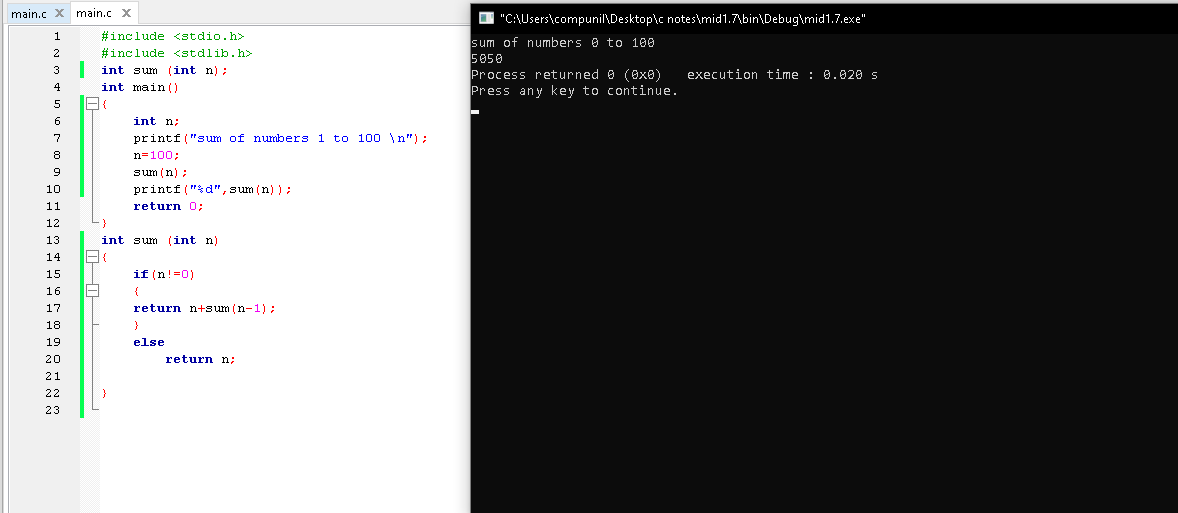 main.c X main.c X
1 #include <stdio.h>
2 #include <stdlib.h>
3 int sum (int n);
4 int main()
5 {
6 int n;
7 printf("sum of numbers 1 to 100 \n");
8 n=100;
9 sum(n);
10 printf("%d",sum(n));
11 return 0;
12 }
13 int sum (int n)
14 {
15 if(n!=0)
16 {
17 return n+sum(n-1);
18 }
19 else
20 return n;
21
22 }
23
"C:\Users\compunil\Desktop\c notes\mid1.7\bin\Debug\mid1.7.exe"
sum of numbers 0 to 100
5050
Process returned 0 (0x0)   execution time : 0.020 s
Press any key to continue.